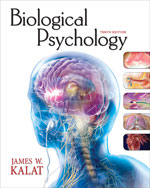 Biological
Psychology
TENTH EDITION
JAMES W.
KALAT